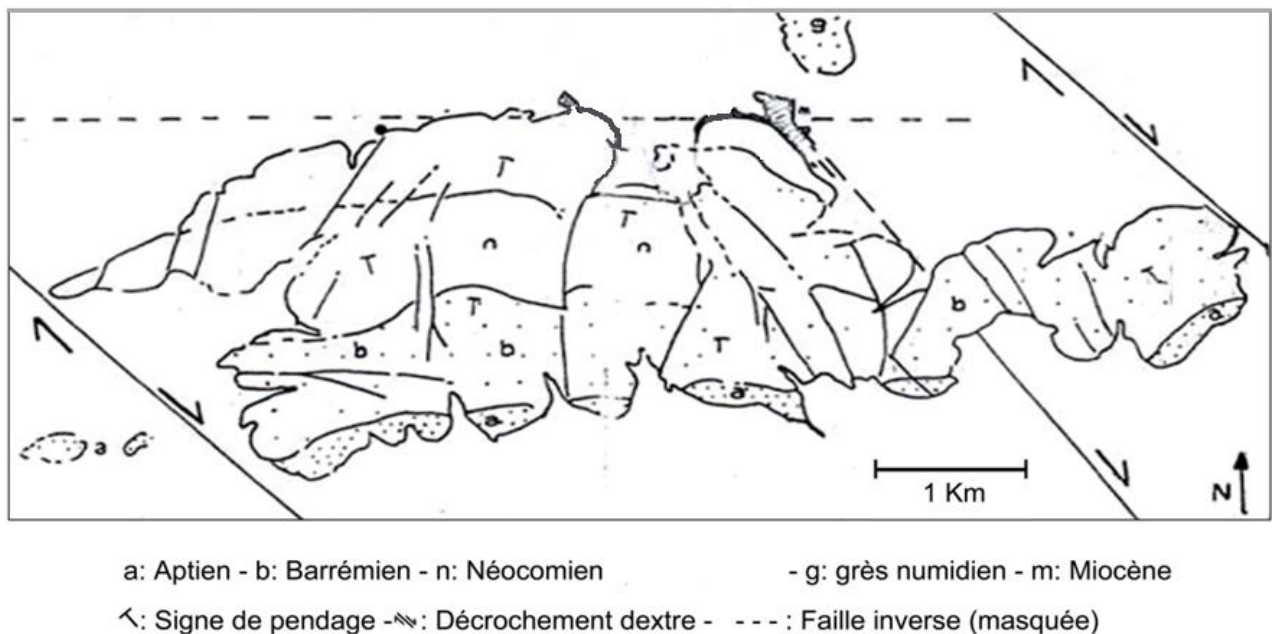 g
m
n
n
b
b
b
a
a
a
a
1 Km
N
a: Aptien - b: Barrémien - n: Néocomien - g: grès numidien - m: Miocène
: Signe de pendage - : Décrochement dextre - - - - : Faille inverse (masquée)